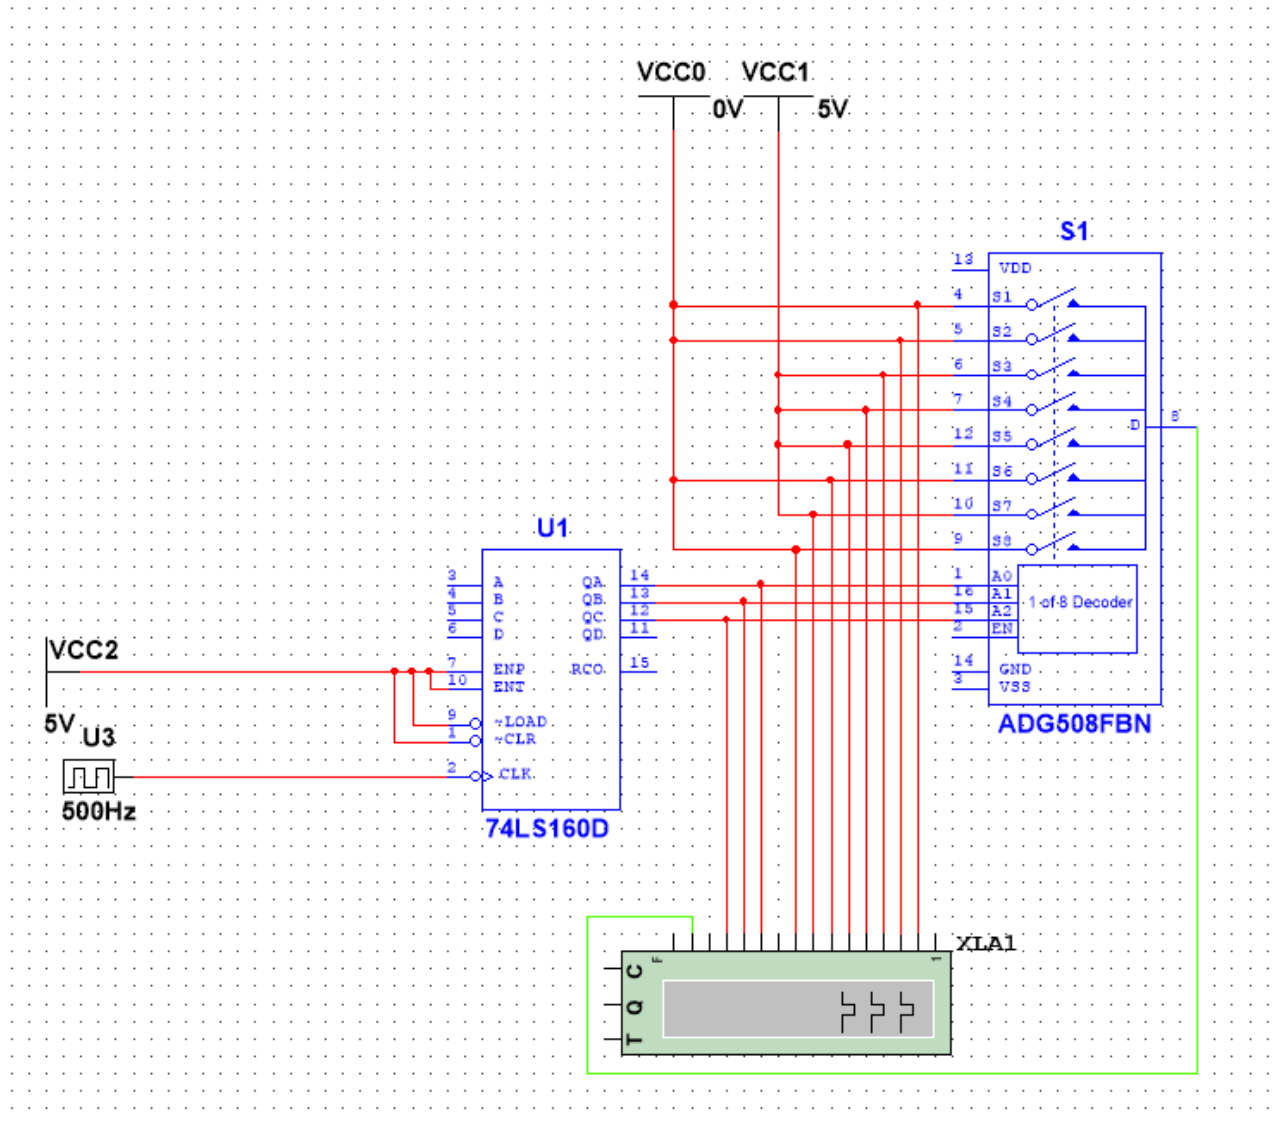 VCC0 VCC1
0V 5V
S1
13 VDD
4 S1
5 S2
6 S3
7 S4
D 8
12 S5
11 S6
10 S7
9 S8
U1
3 A QA 14
4 B QB 13
5 C QC 12
6 D QD 11
7 ENP RCO 15
10 ENT
9 ~LOAD
1 ~CLR
2 CLK
74LS160D
1 A0
16 A1
15 A2
2 EN
1-of-8 Decoder
14 GND
3 VSS
ADG508FBN
VCC2
5V
U3
500Hz
XLA1
F 1
C
Q
T